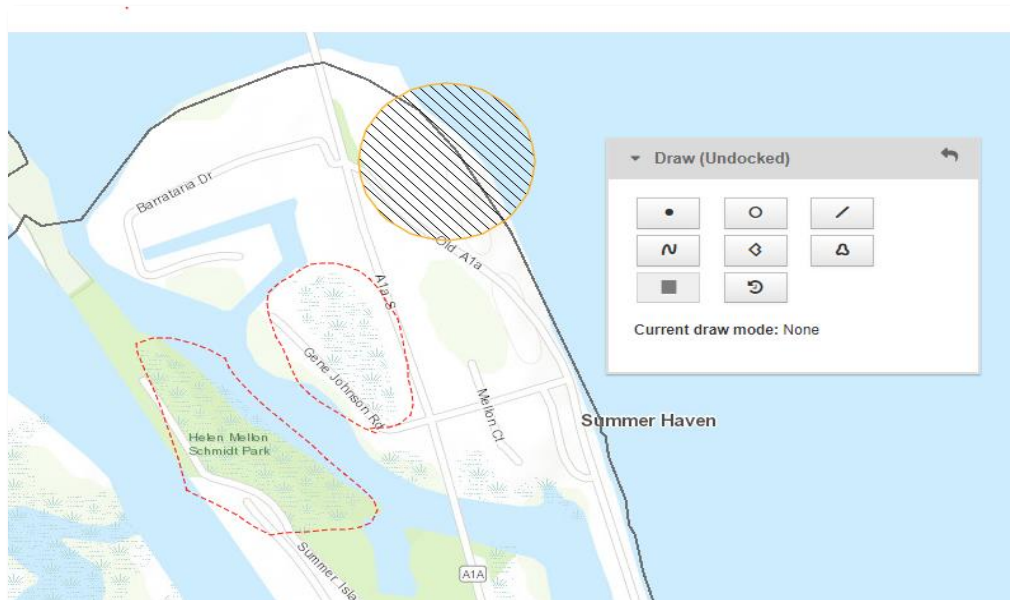 Draw (Undocked)
Current draw mode: None
Barrataria Dr
Old A1a
A1a S
Gene Johnson Rd
Mellon Ct
Summer Haven
Helen Mellon
Schmidt Park
Summer Isla
A1A